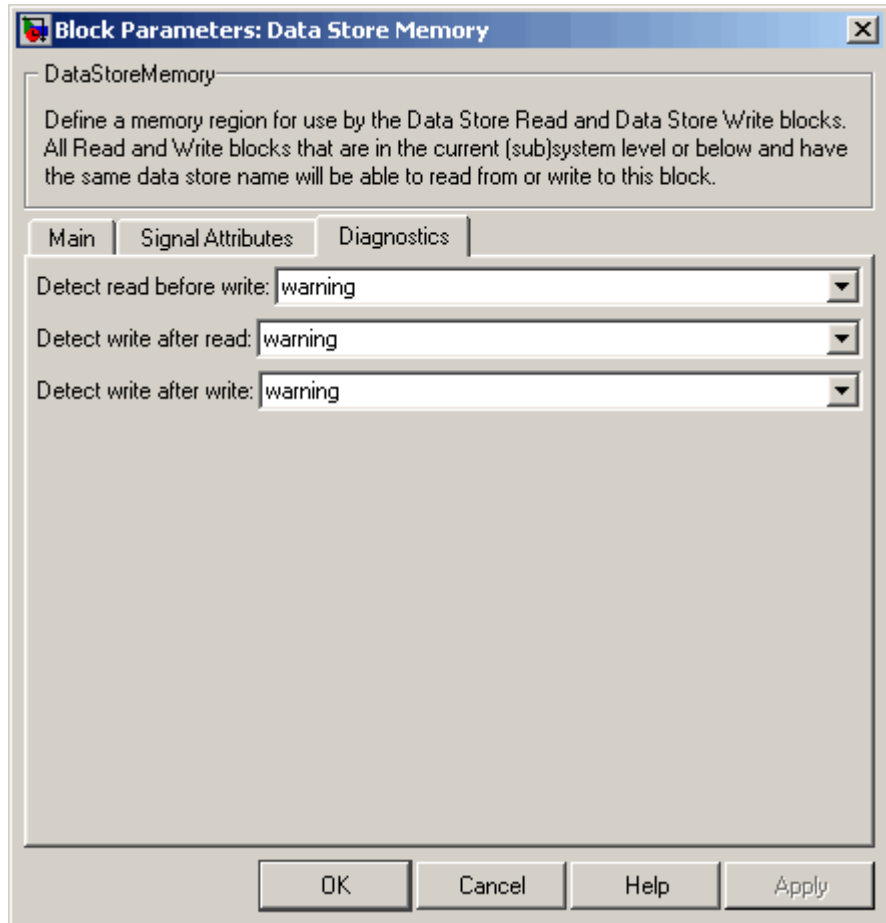 Block Parameters: Data Store Memory
DataStoreMemory
Define a memory region for use by the Data Store Read and Data Store Write blocks.
All Read and Write blocks that are in the current (sub)system level or below and have
the same data store name will be able to read from or write to this block.
Main Signal Attributes Diagnostics
Detect read before write: warning
Detect write after read: warning
Detect write after write: warning
OK Cancel Help Apply